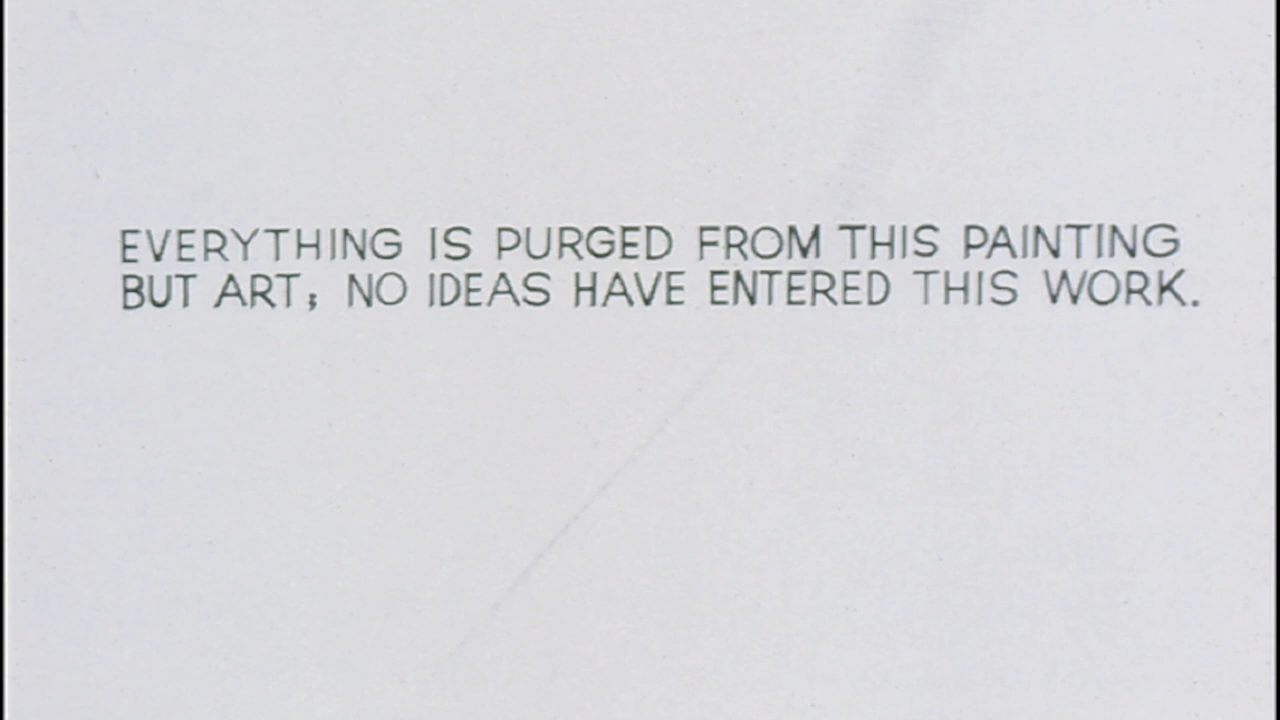 EVERYTHING IS PURGED FROM THIS PAINTING
BUT ART; NO IDEAS HAVE ENTERED THIS WORK.